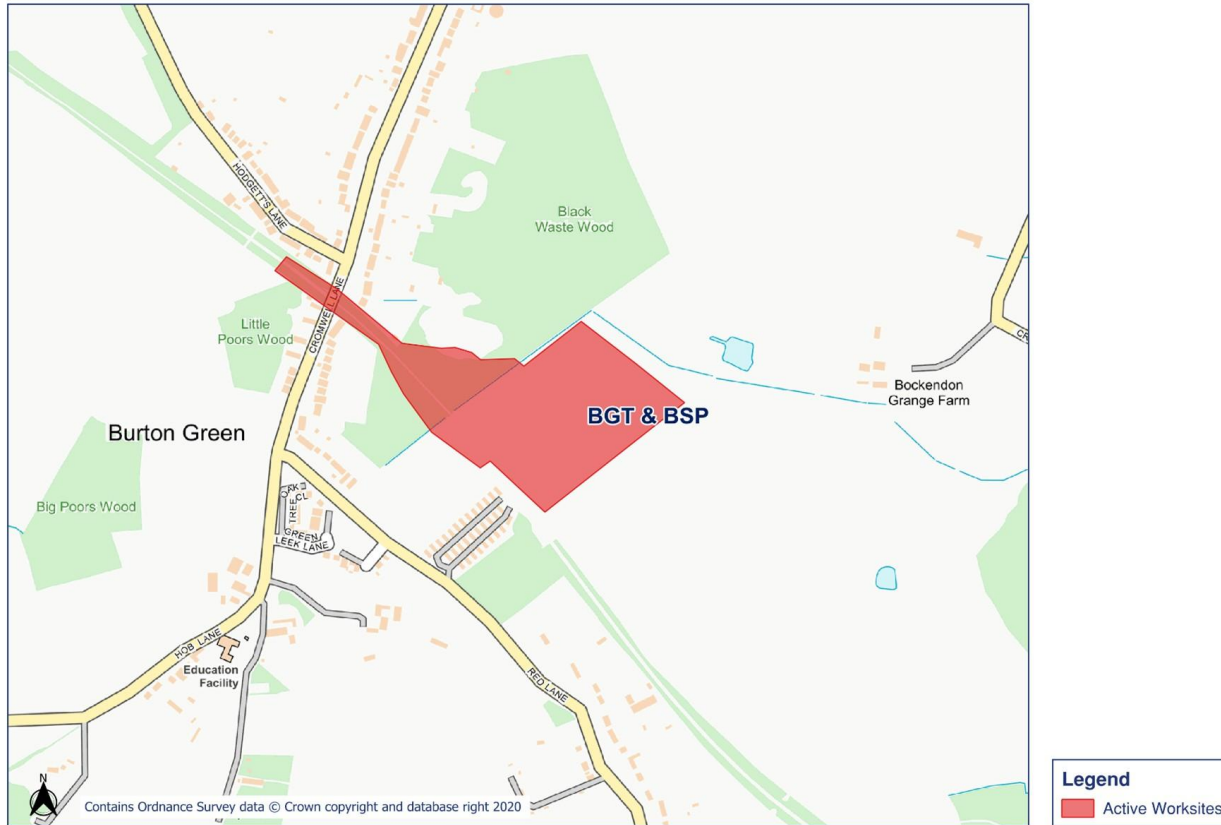 HODGETT'S LANE
Black
Waste Wood
CROMWELL LANE
Little
Poors Wood
BGT & BSP
Bockendon
Grange Farm
Burton Green
Big Poors Wood
OAK
TREE CL
GREEN
LEEK LANE
HOB LANE
Education
Facility
RED LANE
N
Contains Ordnance Survey data © Crown copyright and database right 2020
Legend
Active Worksites